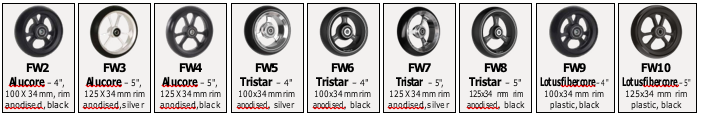 FW2
Alucore – 4",
100 X 34 mm, rim
anodised, black
FW3
Alucore – 5",
125 X 34 mm rim
anodised, silver
FW4
Alucore – 5",
125 X 34 mm rim
anodised, black
FW5
Tristar – 4"
100x34 mm rim
anodised, silver
FW6
Tristar – 4"
100x34 mm rim
anodised, black
FW7
Tristar – 5",
125x34 mm rim
anodised, silver
FW8
Tristar – 5"
125x34 mm rim
anodised, black
FW9
Lotusfibercore – 4"
100x34 mm rim
plastic, black
FW10
Lotusfibercore – 5"
125x34 mm rim
plastic, black